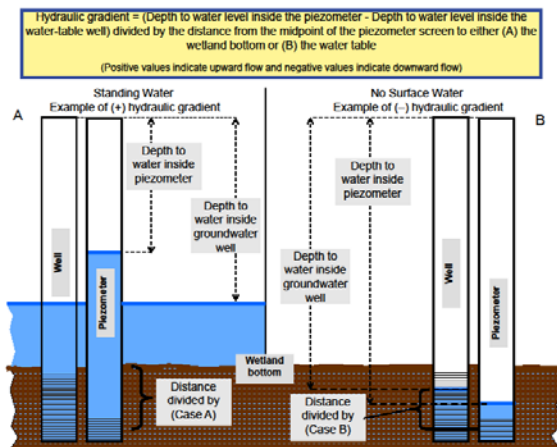 Hydraulic gradient = (Depth to water level inside the piezometer - Depth to water level inside the
water-table well) divided by the distance from the midpoint of the piezometer screen to either (A) the
wetland bottom or (B) the water table
(Positive values indicate upward flow and negative values indicate downward flow)
Standing Water
Example of (+) hydraulic gradient
A
Depth to
water inside
piezometer
Depth to
water inside
groundwater
well
Well
Piezometer
Wetland
bottom
Distance
divided by
(Case A)
No Surface Water
Example of (–) hydraulic gradient
B
Depth to
water inside
piezometer
Depth to
water inside
groundwater
well
Well
Piezometer
Distance
divided by
(Case B)